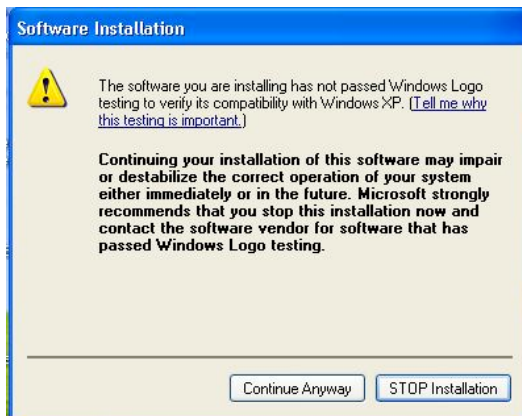 Software Installation
The software you are installing has not passed Windows Logo
testing to verify its compatibility with Windows XP. (Tell me why
this testing is important.)
Continuing your installation of this software may impair
or destabilize the correct operation of your system
either immediately or in the future. Microsoft strongly
recommends that you stop this installation now and
contact the software vendor for software that has
passed Windows Logo testing.
Continue Anyway
STOP Installation